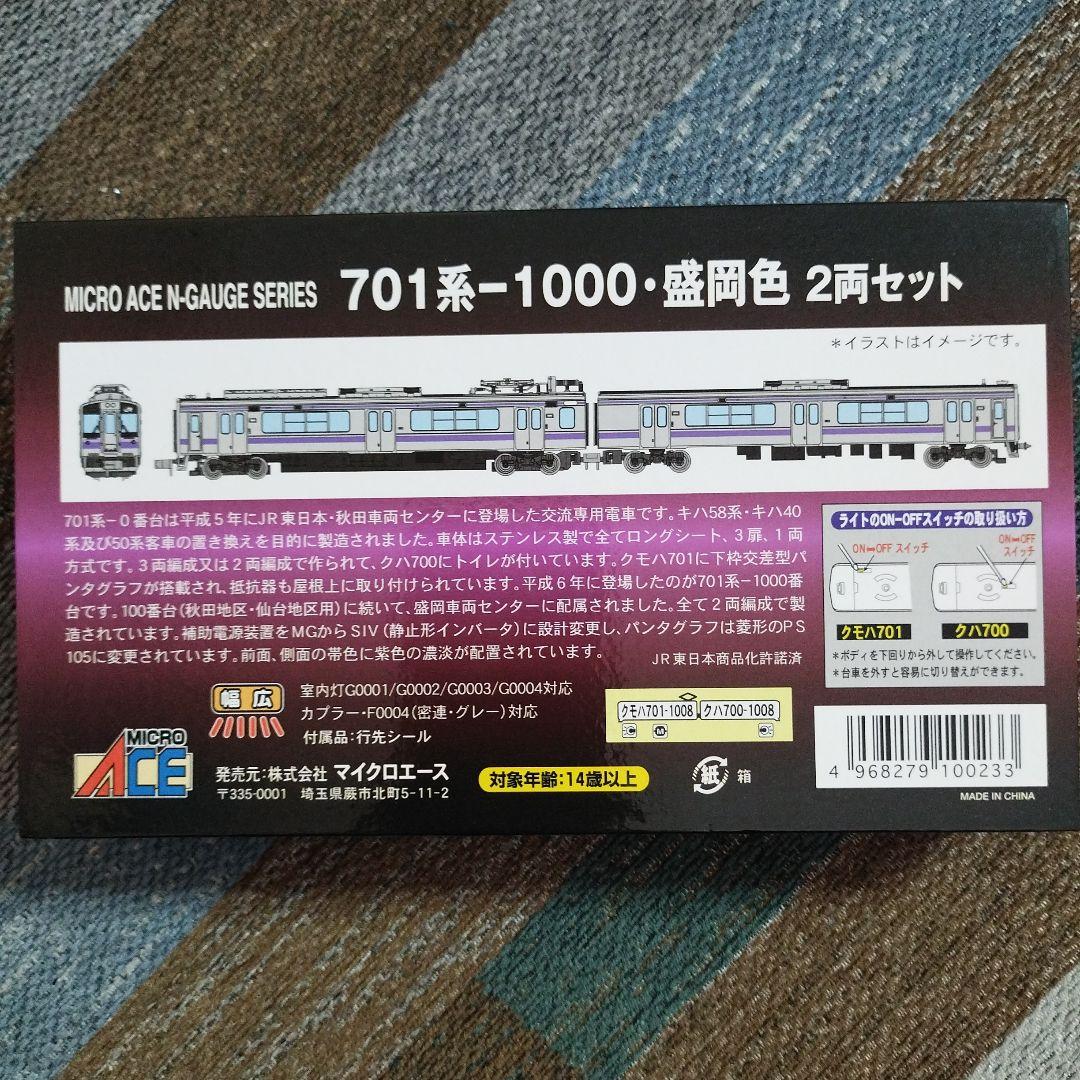 MICRO ACE N-GAUGE SERIES 701系-1000・盛岡色 2両セット
＊イラストはイメージです。
701系-0番台は平成5年にJR東日本・秋田車両センターに登場した交流専用電車です。キハ58系・キハ40
系及び50系客車の置き換えを目的に製造されました。車体はステンレス製で全てロングシート、3扉、1両
方式です。3両編成又は2両編成で作られて、クハ700にトイレが付いています。クモハ701に下枠交差型パ
ンタグラフが搭載され、抵抗器も屋根上に取り付けられています。平成6年に登場したのが701系-1000番
台です。100番台(秋田地区・仙台地区用)に続いて、盛岡車両センターに配属されました。全て2両編成で製
造されています。補助電源装置をMGからSIV(静止形インバータ)に設計変更し、パンタグラフは菱形のPS
105に変更されています。前面、側面の帯色に紫色の濃淡が配置されています。
JR東日本商品化許諾済
ライトのON-OFFスイッチの取り扱い方
ON⇔OFF スイッチ
ON⇔OFF
スイッチ
クモハ701
クハ700
＊ボディを下回りから外して操作してください。
＊台車を外すと容易に切り替えができます。
幅広
室内灯G0001/G0002/G0003/G0004対応
カプラー・F0004(密連・グレー)対応
付属品：行先シール
クモハ701-1008
クハ700-1008
M
MICRO
ACE
発売元：株式会社 マイクロエース
〒335-0001 埼玉県蕨市北町5-11-2
対象年齢：14歳以上
紙
箱
4 968279 100233
MADE IN CHINA